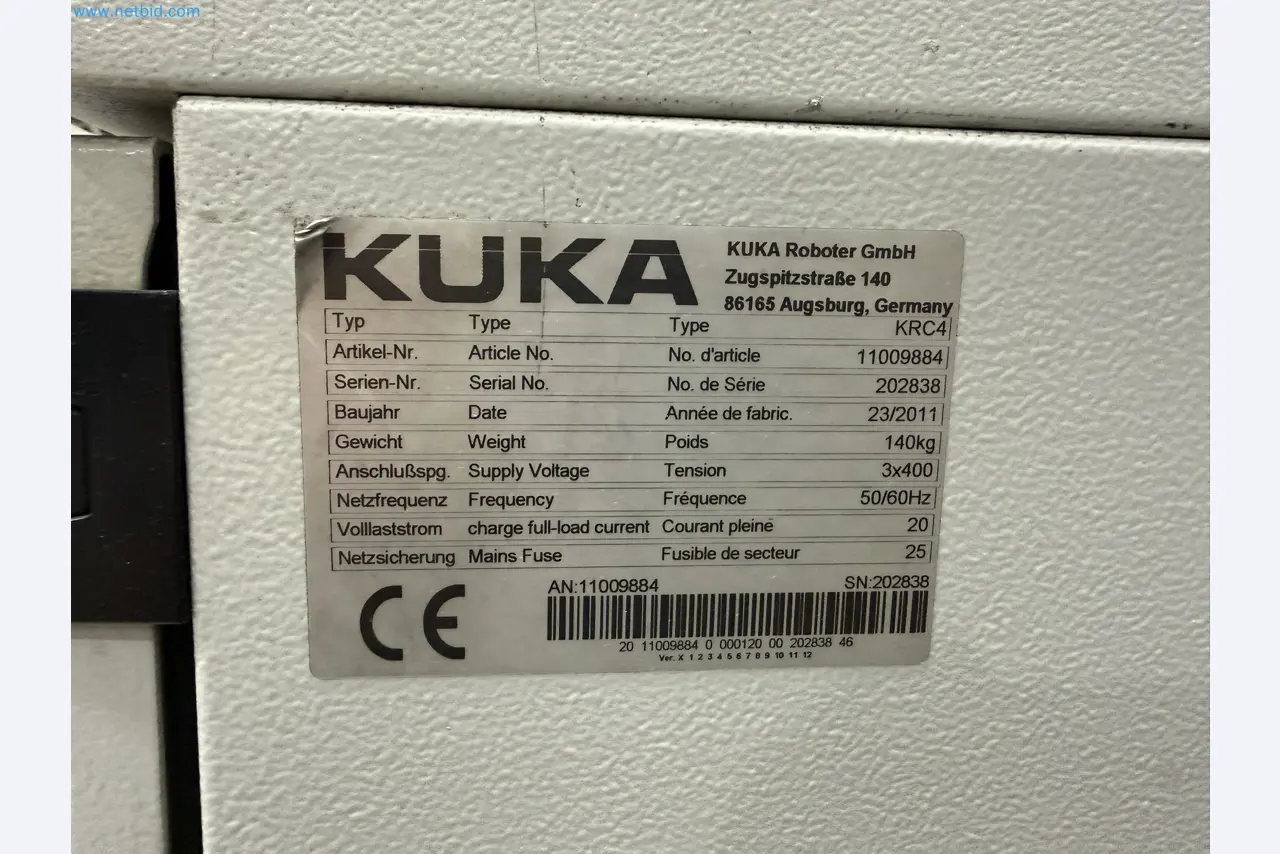 www.netbid.com
KUKA
KUKA Roboter GmbH
Zugspitzstraße 140
86165 Augsburg, Germany
Typ Type Type KRC4
Artikel-Nr. Article No. No. d'article 11009884
Serien-Nr. Serial No. No. de Série 202838
Baujahr Date Année de fabric. 23/2011
Gewicht Weight Poids 140kg
Anschlußspg. Supply Voltage Tension 3x400
Netzfrequenz Frequency Fréquence 50/60Hz
Volllaststrom charge full-load current Courant pleine 20
Netzsicherung Mains Fuse Fusible de secteur 25
CE
AN:11009884 SN:202838
20 11009884 0 000120 00 202838 46
Ver. X 1 2 3 4 5 6 7 8 9 10 11 12